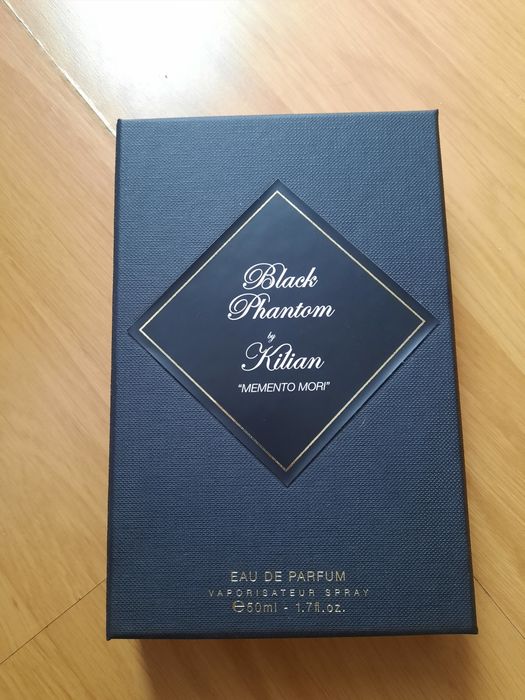 Black
Phantom
by
Kilian
"MEMENTO MORI"
EAU DE PARFUM
VAPORISATEUR SPRAY
℮50ml - 1.7fl.oz.